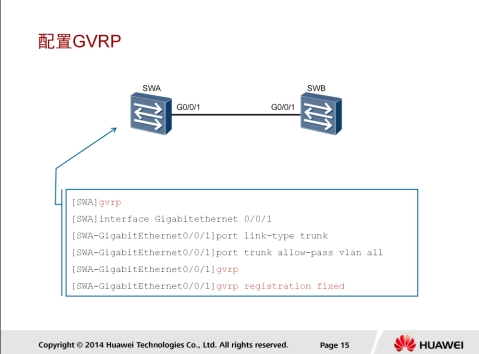 配置GVRP
SWA
SWB
G0/0/1
G0/0/1
[SWA]gvrp
[SWA]interface Gigabitethernet 0/0/1
[SWA-GigabitEthernet0/0/1]port link-type trunk
[SWA-GigabitEthernet0/0/1]port trunk allow-pass vlan all
[SWA-GigabitEthernet0/0/1]gvrp
[SWA-GigabitEthernet0/0/1]gvrp registration fixed
Copyright © 2014 Huawei Technologies Co., Ltd. All rights reserved.
Page 15
HUAWEI